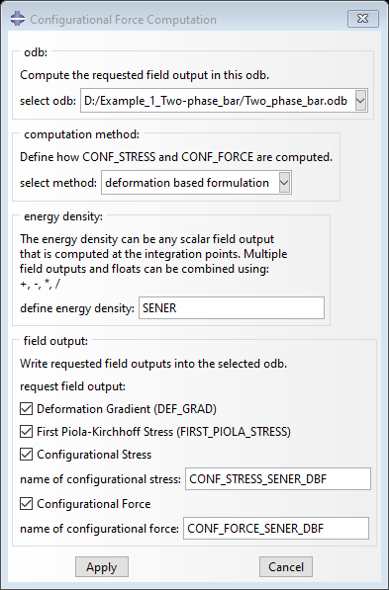 Configurational Force Computation
odb:
Compute the requested field output in this odb.
select odb: D:/Example_1_Two-phase_bar/Two_phase_bar.odb
computation method:
Define how CONF_STRESS and CONF_FORCE are computed.
select method: deformation based formulation
energy density:
The energy density can be any scalar field output
that is computed at the integration points. Multiple
field outputs and floats can be combined using:
+, -, *, /
define energy density: SENER
field output:
Write requested field outputs into the selected odb.
request field output:
Deformation Gradient (DEF_GRAD)
First Piola-Kirchhoff Stress (FIRST_PIOLA_STRESS)
Configurational Stress
name of configurational stress: CONF_STRESS_SENER_DBF
Configurational Force
name of configurational force: CONF_FORCE_SENER_DBF
Apply Cancel